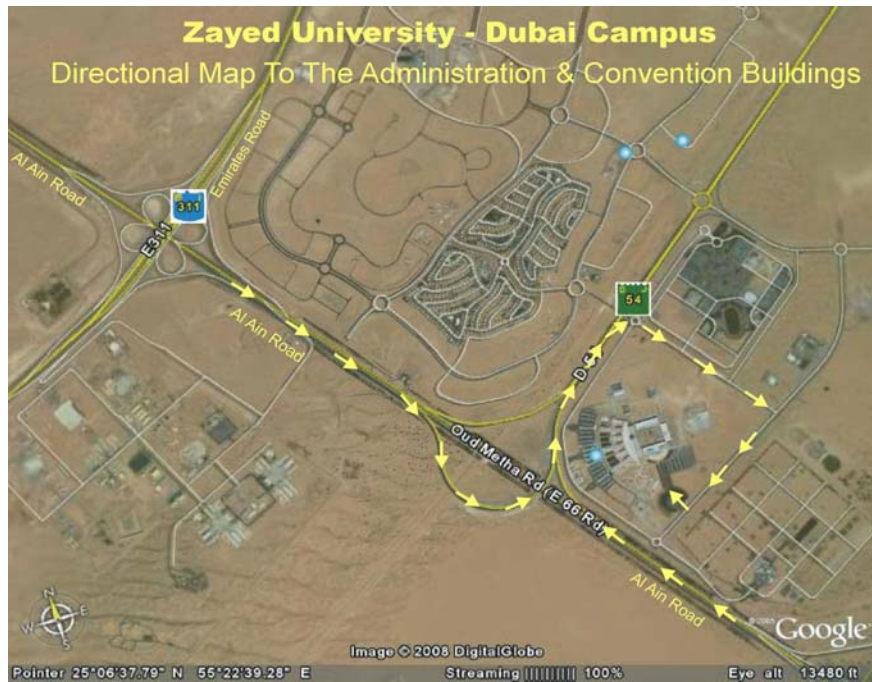 Zayed University - Dubai Campus
Directional Map To The Administration & Convention Buildings
Al Ain Road
Emirates Road
311
E311
Al Ain Road
54
Oud Metha Rd (E 66 Rd)
Al Ain Road
N
E
W
S
© 2008
Google
Image © 2008 DigitalGlobe
Pointer 25°06'37.79" N 55°22'39.28" E Streaming |||||||||| 100% Eye alt 13480 ft